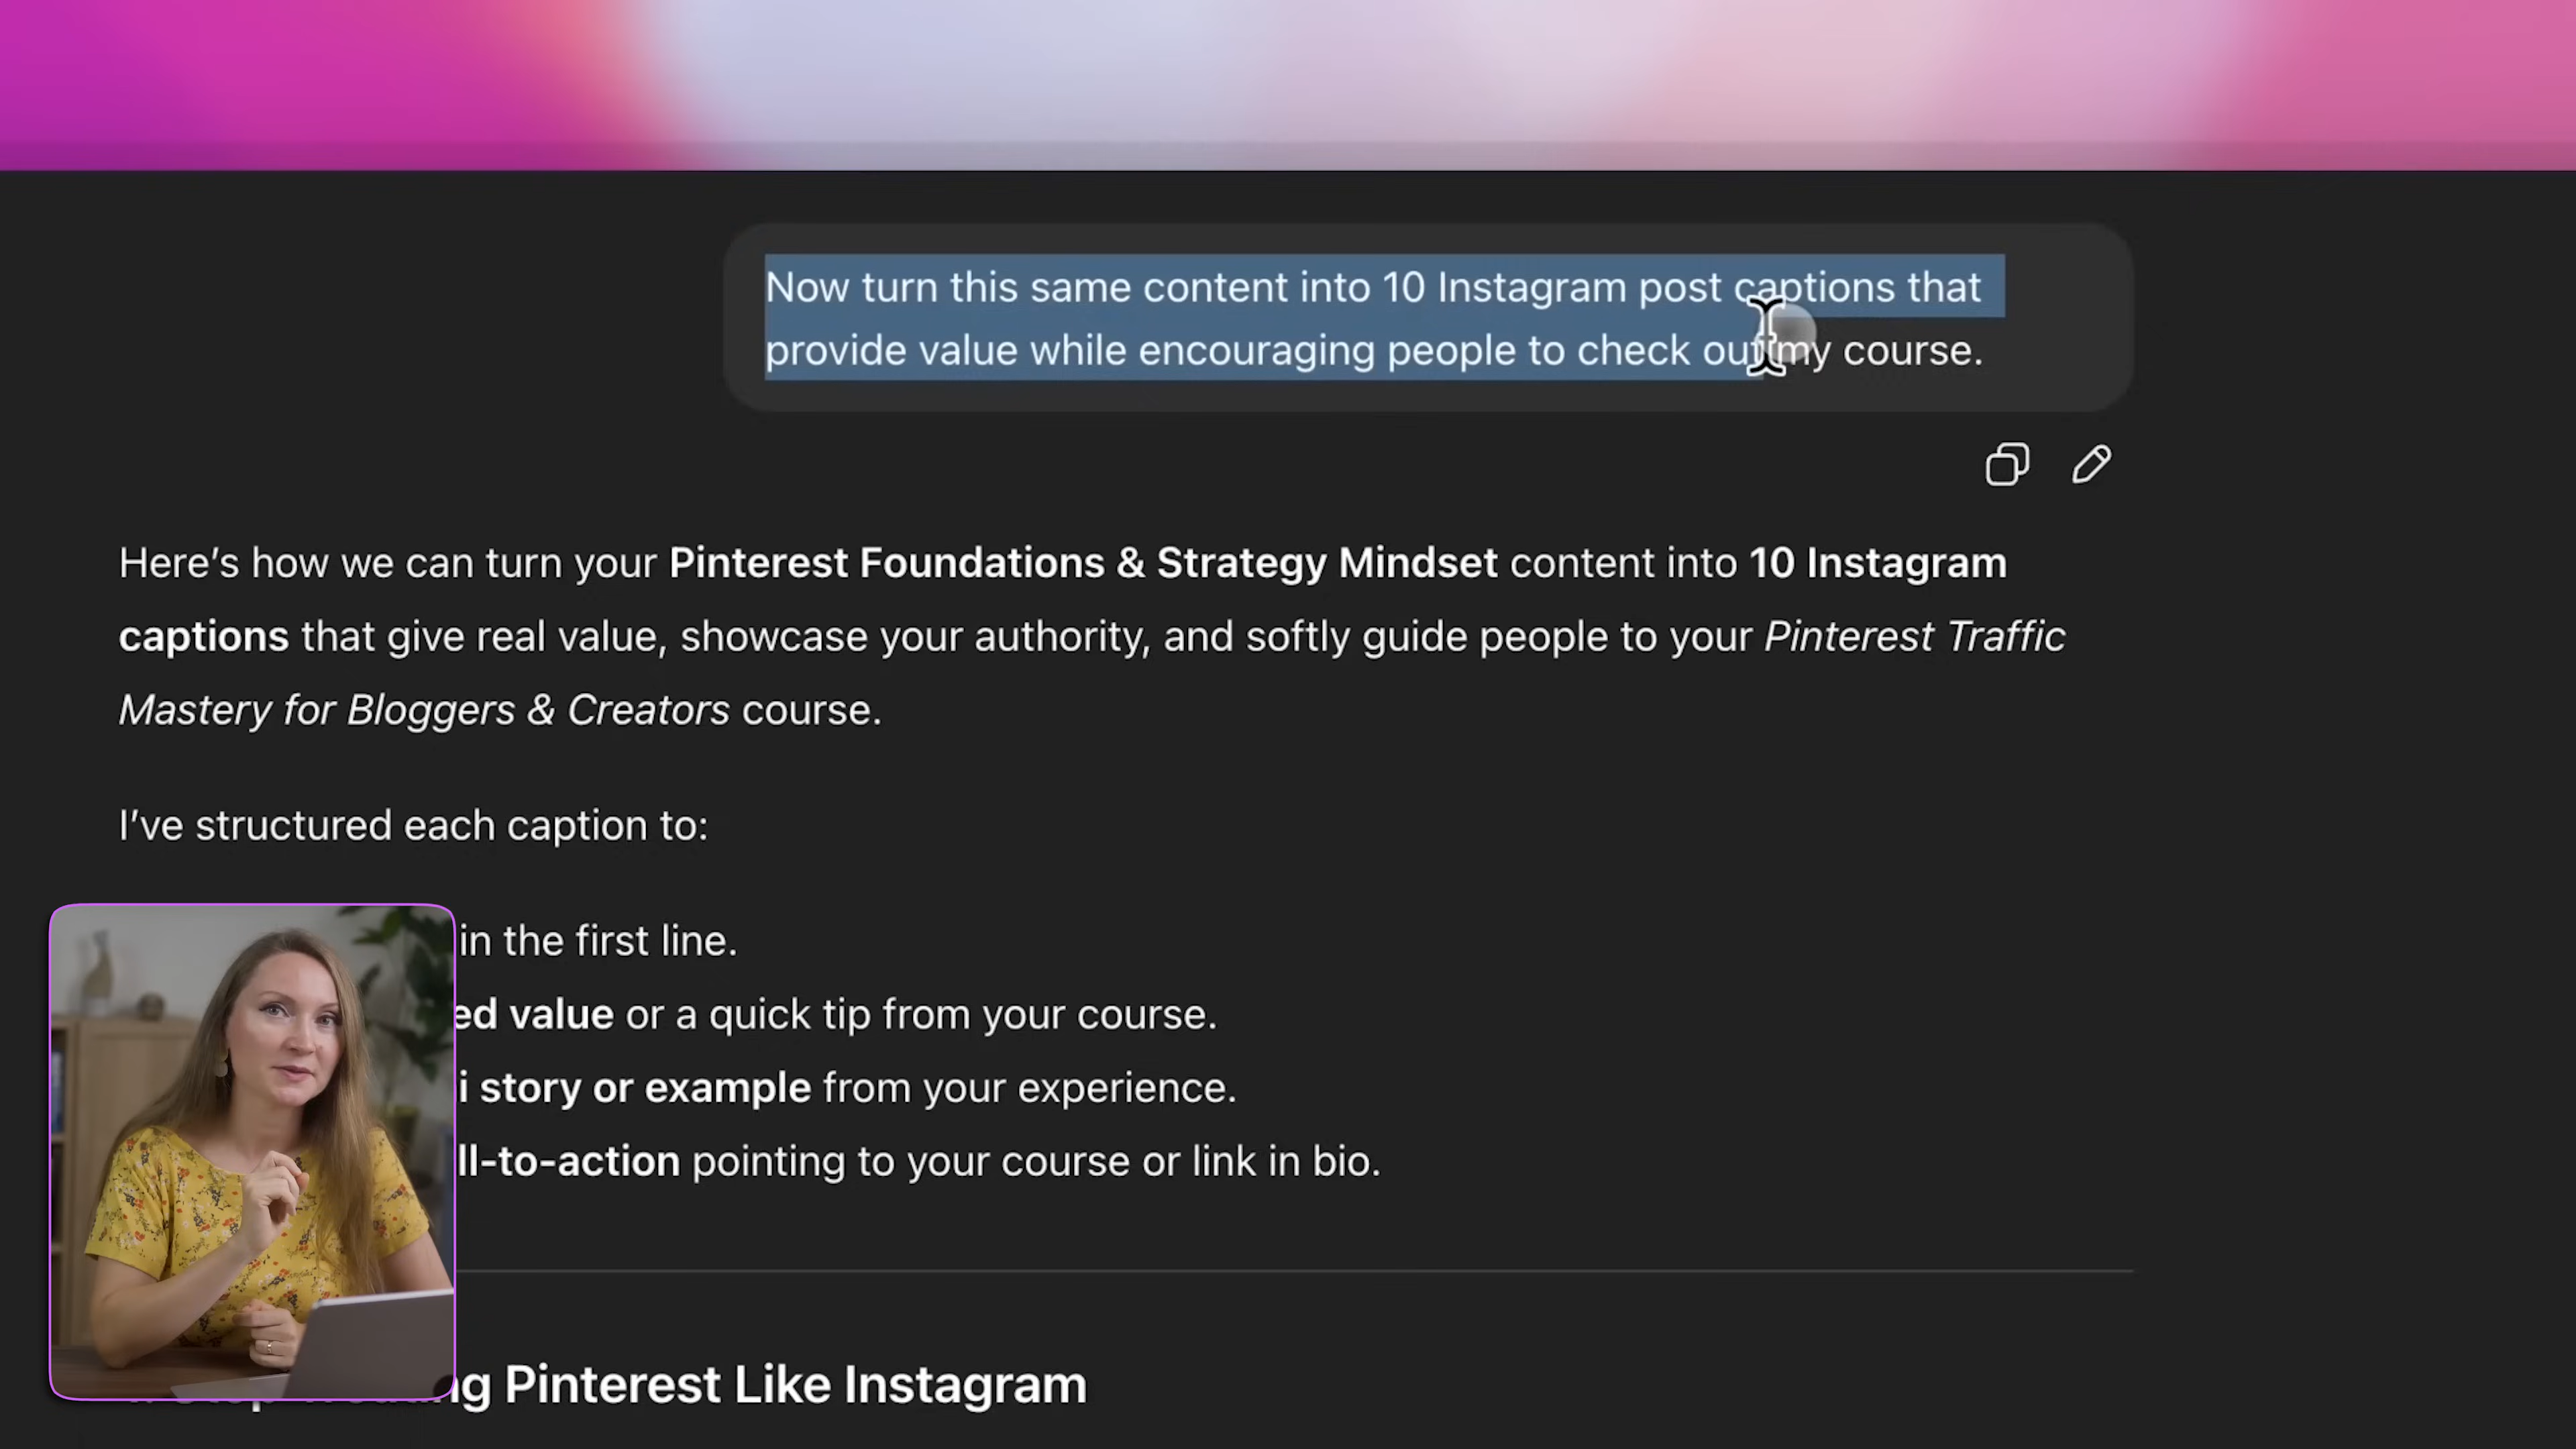 Now turn this same content into 10 Instagram post captions that
provide value while encouraging people to check out my course.
Here's how we can turn your Pinterest Foundations & Strategy Mindset content into 10 Instagram
captions that give real value, showcase your authority, and softly guide people to your Pinterest Traffic
Mastery for Bloggers & Creators course.
I've structured each caption to:
in the first line.
value or a quick tip from your course.
story or example from your experience.
pointing to your course or link in bio.
Pinterest Like Instagram